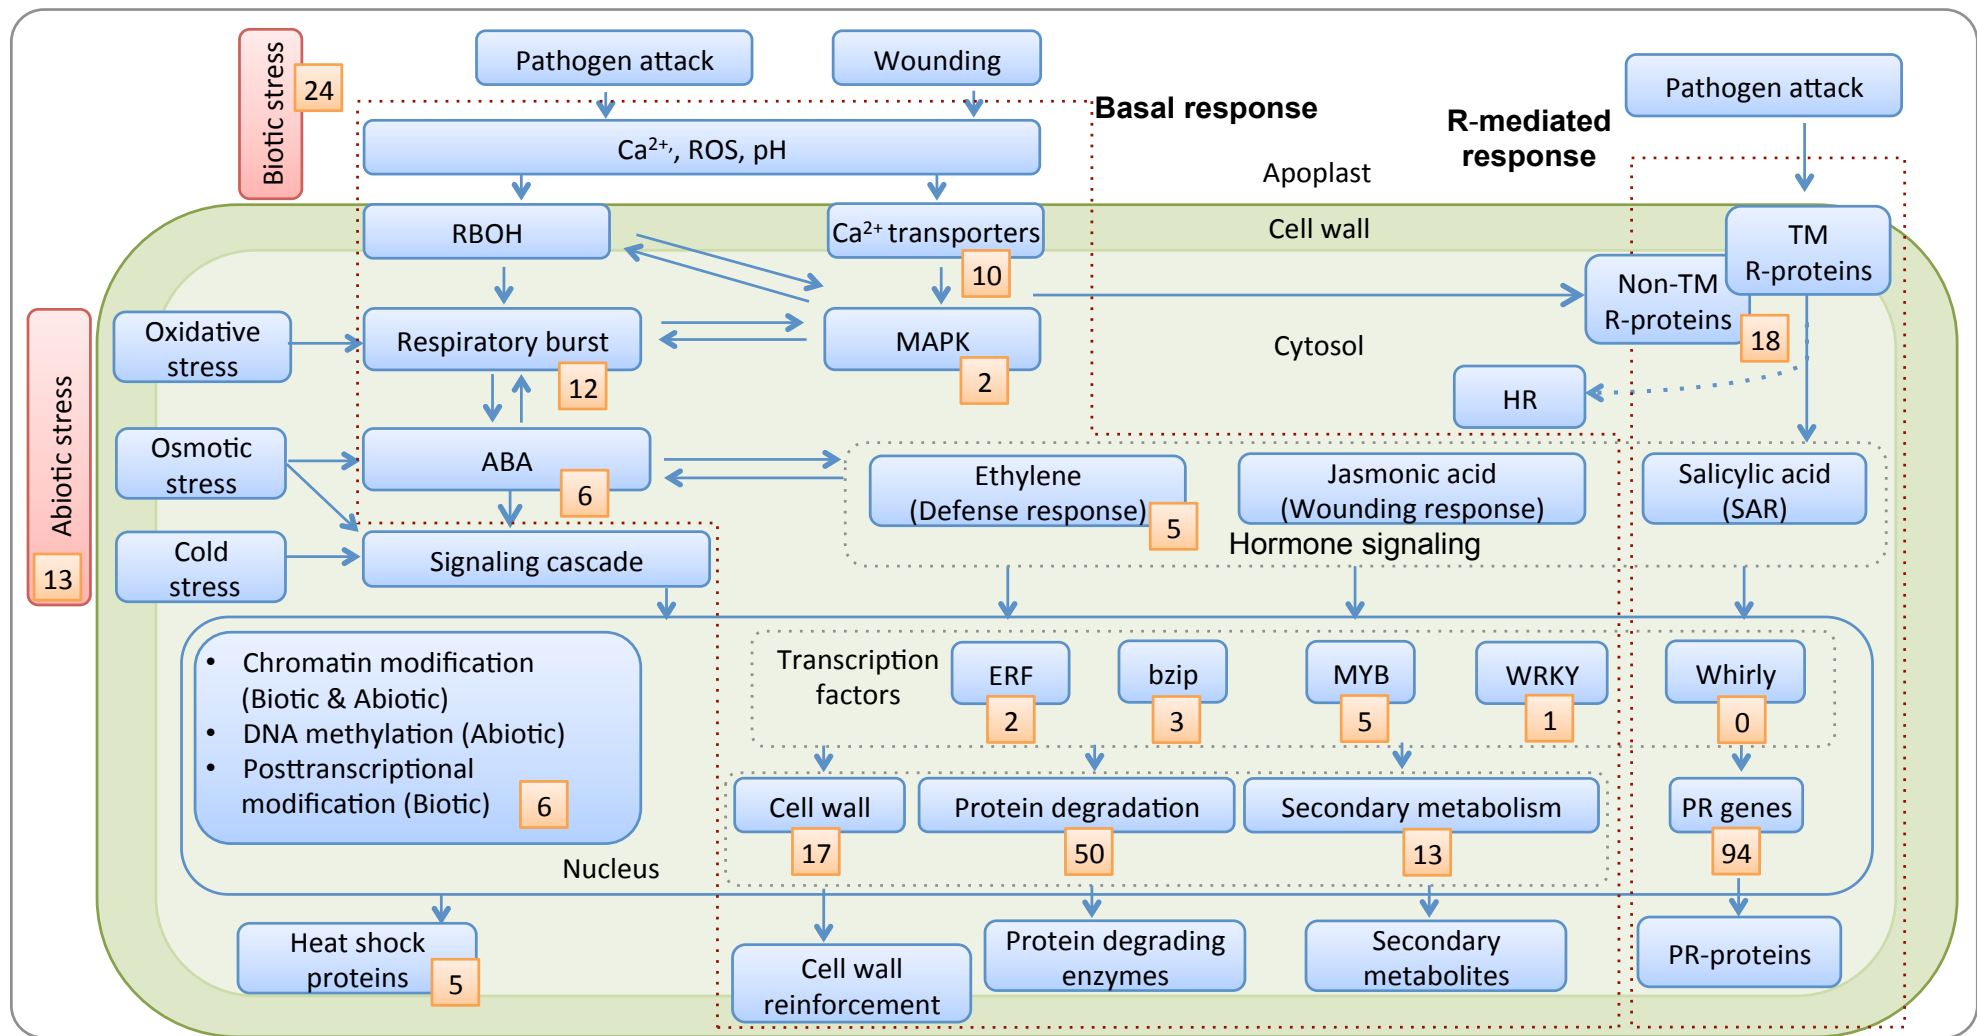 Biotic stress
24
Pathogen attack
Wounding
Pathogen attack
Basal response
R-mediated
response
Ca²⁺, ROS, pH
Apoplast
Cell wall
RBOH
Ca²⁺ transporters
10
TM
R-proteins
Non-TM
R-proteins
18
Abiotic stress
13
Oxidative
stress
Respiratory burst
12
MAPK
2
Cytosol
HR
Osmotic
stress
ABA
6
Ethylene
(Defense response)
5
Jasmonic acid
(Wounding response)
Salicylic acid
(SAR)
Hormone signaling
Cold
stress
Signaling cascade
• Chromatin modification
(Biotic & Abiotic)
• DNA methylation (Abiotic)
• Posttranscriptional
modification (Biotic)
6
Transcription
factors
ERF
2
bzip
3
MYB
5
WRKY
1
Whirly
0
Cell wall
17
Protein degradation
50
Secondary metabolism
13
PR genes
94
Nucleus
Heat shock
proteins
5
Cell wall
reinforcement
Protein degrading
enzymes
Secondary
metabolites
PR-proteins